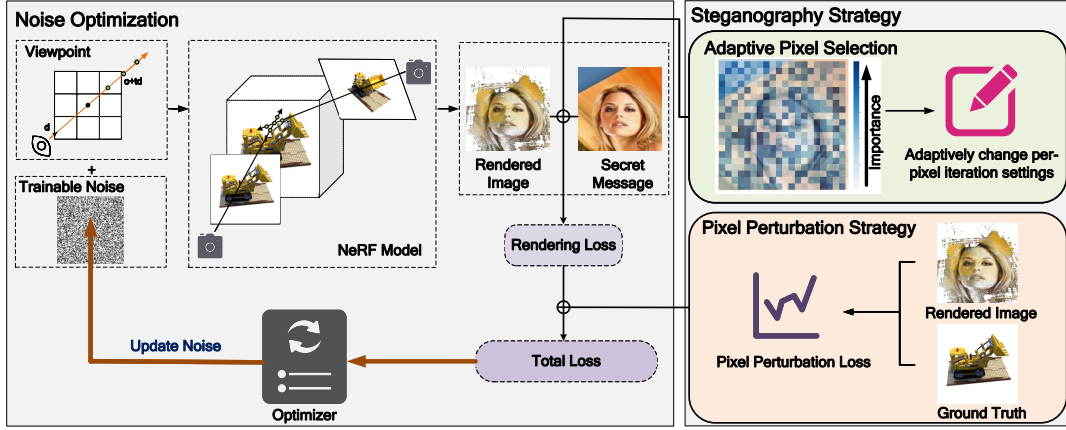 Noise Optimization
Viewpoint
c+td
d
+
Trainable Noise
NeRF Model
Rendered
Image
Secret
Message
Rendering Loss
Total Loss
Update Noise
Optimizer
Steganography Strategy
Adaptive Pixel Selection
Importance
Adaptively change per-
pixel iteration settings
Pixel Perturbation Strategy
Rendered Image
Pixel Perturbation Loss
Ground Truth